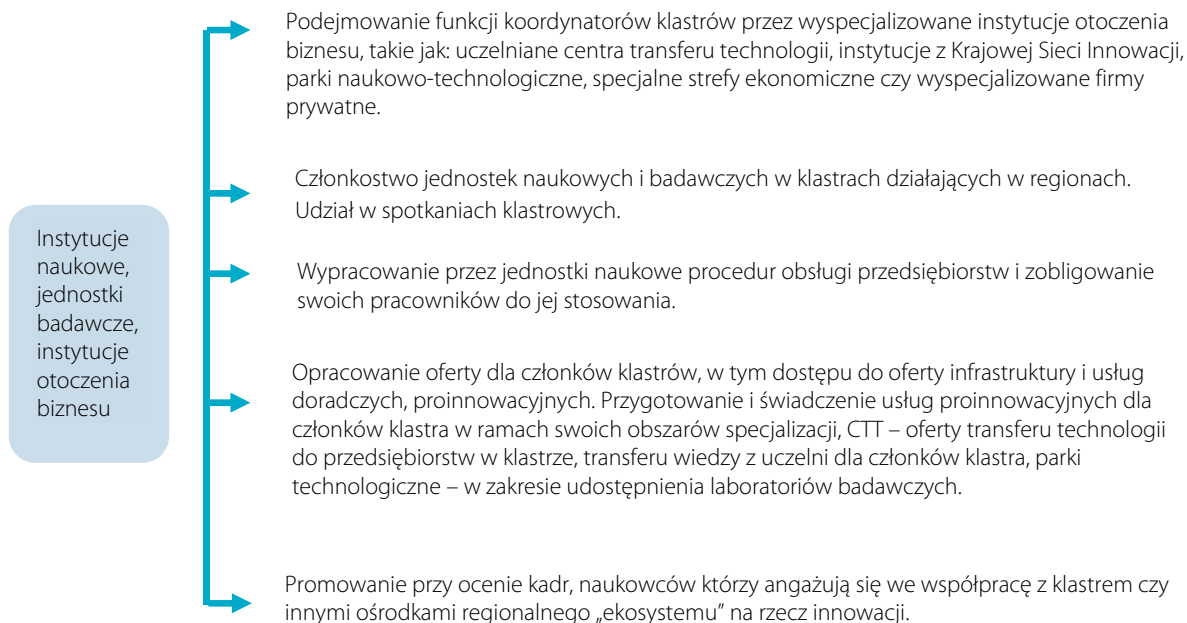 Podejmowanie funkcji koordynatorów klastrów przez wyspecjalizowane instytucje otoczenia
biznesu, takie jak: uczelniane centra transferu technologii, instytucje z Krajowej Sieci Innowacji,
parki naukowo-technologiczne, specjalne strefy ekonomiczne czy wyspecjalizowane firmy
prywatne.
Członkostwo jednostek naukowych i badawczych w klastrach działających w regionach.
Udział w spotkaniach klastrowych.
Instytucje
naukowe,
jednostki
badawcze,
instytucje
otoczenia
biznesu
Wypracowanie przez jednostki naukowe procedur obsługi przedsiębiorstw i zobligowanie
swoich pracowników do jej stosowania.
Opracowanie oferty dla członków klastrów, w tym dostępu do oferty infrastruktury i usług
doradczych, proinnowacyjnych. Przygotowanie i świadczenie usług proinnowacyjnych dla
członków klastra w ramach swoich obszarów specjalizacji, CTT – oferty transferu technologii
do przedsiębiorstw w klastrze, transferu wiedzy z uczelni dla członków klastra, parki
technologiczne – w zakresie udostępnienia laboratoriów badawczych.
Promowanie przy ocenie kadr, naukowców którzy angażują się we współpracę z klastrem czy
innymi ośrodkami regionalnego „ekosystemu” na rzecz innowacji.